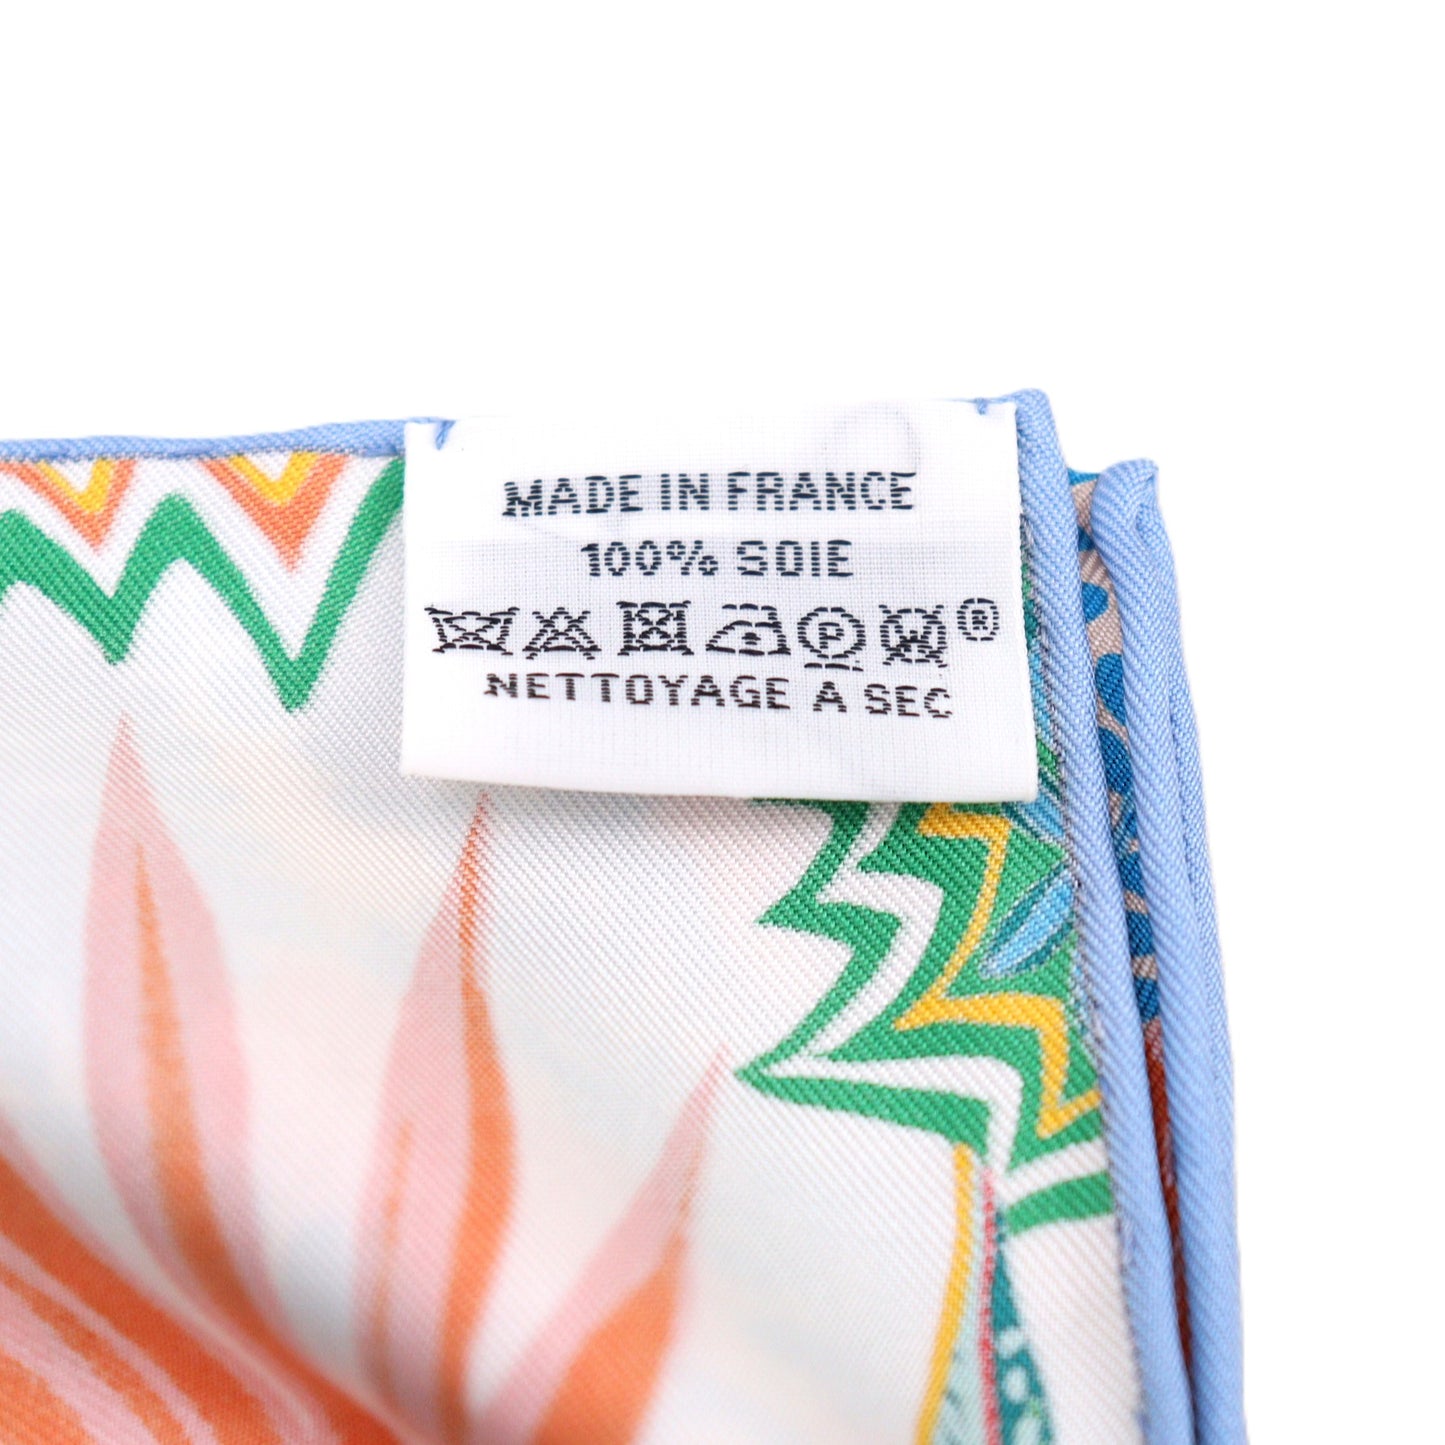 MADE IN FRANCE
100% SOIE
P W ®
NETTOYAGE A SEC